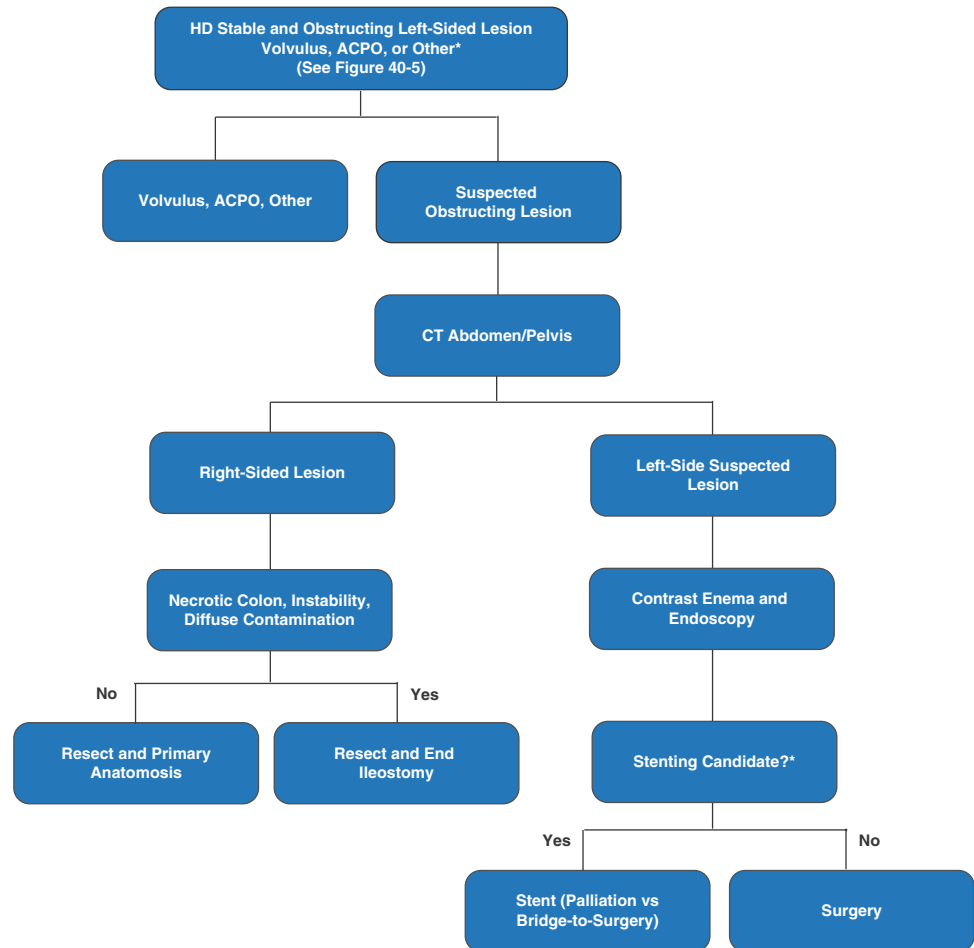 HD Stable and Obstructing Left-Sided Lesion
Volvulus, ACPO, or Other*
(See Figure 40-5)
Volvulus, ACPO, Other
Suspected
Obstructing Lesion
CT Abdomen/Pelvis
Right-Sided Lesion
Left-Side Suspected
Lesion
Necrotic Colon, Instability,
Diffuse Contamination
Contrast Enema and
Endoscopy
No
Yes
Resect and Primary
Anatomosis
Resect and End
Ileostomy
Stenting Candidate?*
Yes
No
Stent (Palliation vs
Bridge-to-Surgery)
Surgery